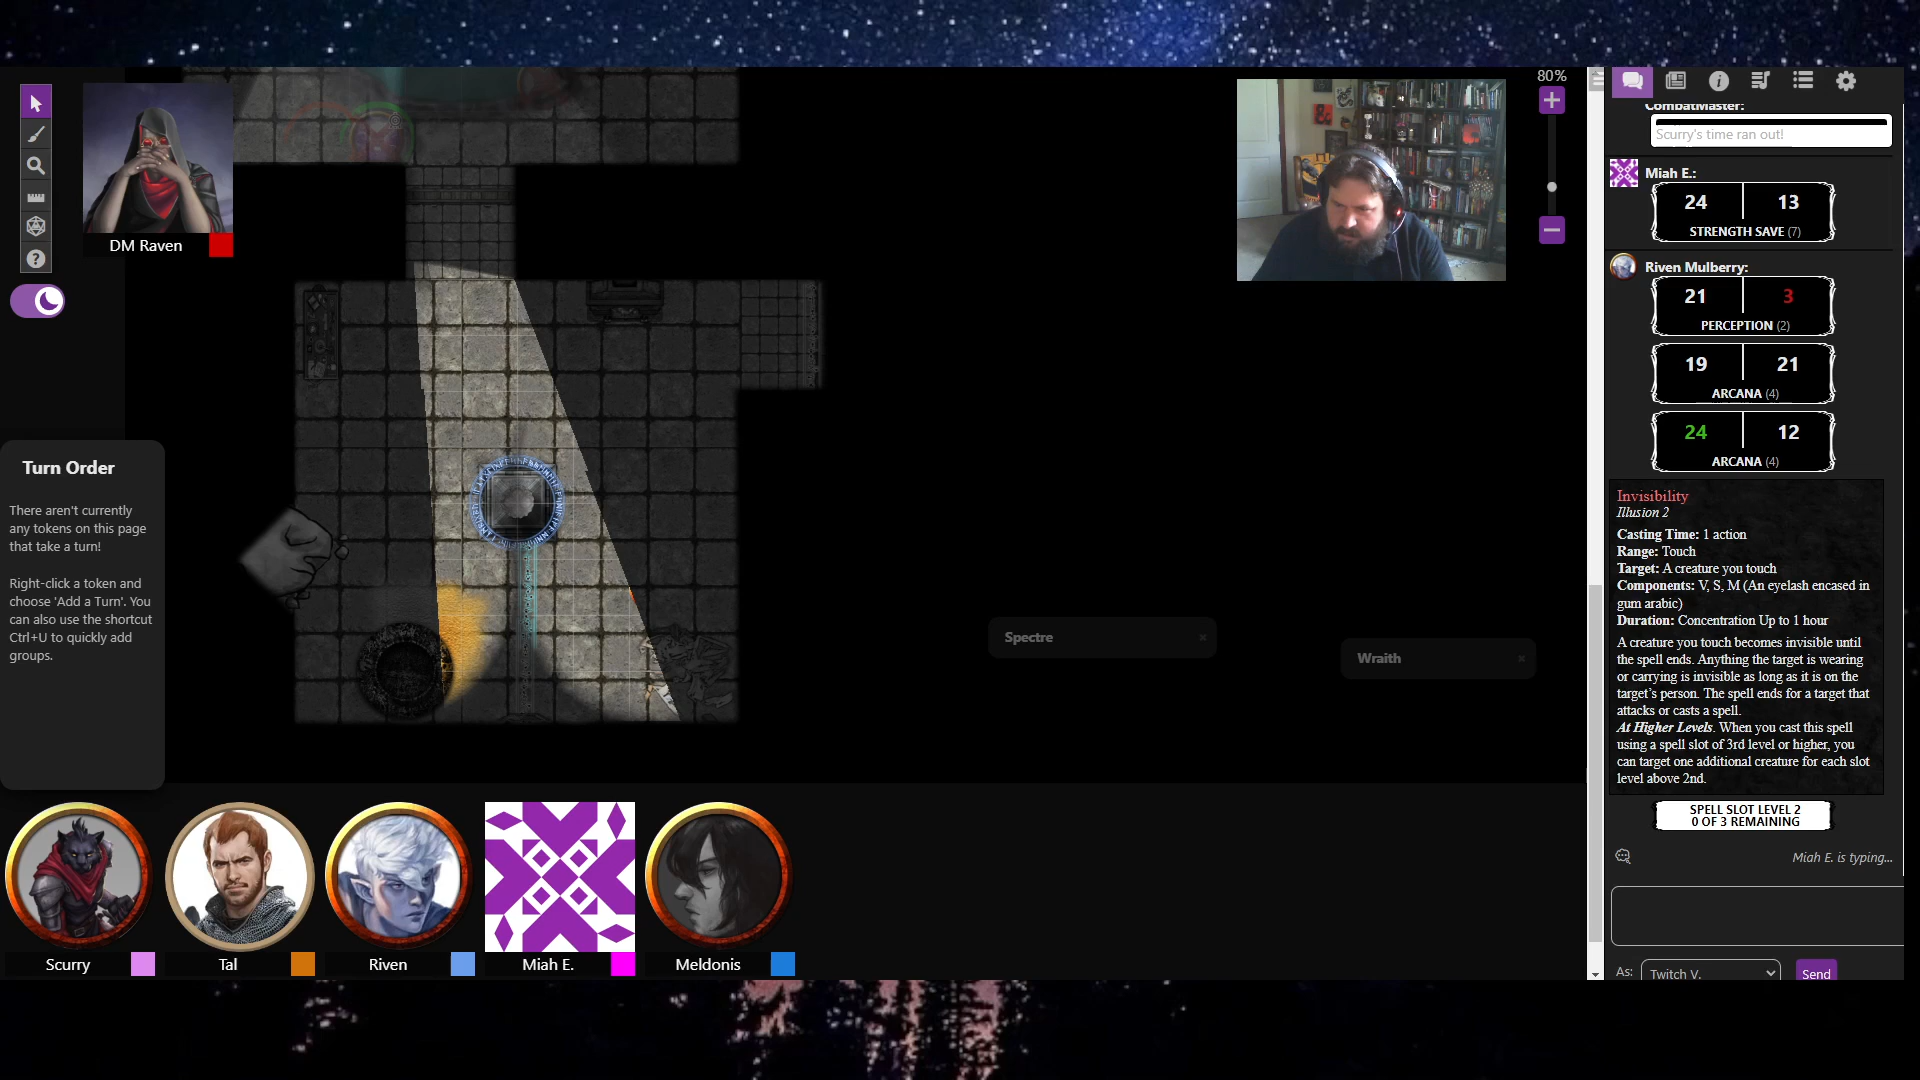 80%
CombatMaster:
Scurry's time ran out!
Miah E.:
24 13
STRENGTH SAVE (7)
DM Raven
Riven Mulberry:
21 3
PERCEPTION (2)
19 21
ARCANA (4)
24 12
ARCANA (4)
Turn Order
There aren't currently
any tokens on this page
that take a turn!
Right-click a token and
choose 'Add a Turn'. You
can also use the shortcut
Ctrl+U to quickly add
groups.
Spectre
Wraith
Invisibility
Illusion 2
Casting Time: 1 action
Range: Touch
Target: A creature you touch
Components: V, S, M (An eyelash encased in
gum arabic)
Duration: Concentration Up to 1 hour
A creature you touch becomes invisible until
the spell ends. Anything the target is wearing
or carrying is invisible as long as it is on the
target's person. The spell ends for a target that
attacks or casts a spell.
At Higher Levels. When you cast this spell
using a spell slot of 3rd level or higher, you
can target one additional creature for each slot
level above 2nd.
SPELL SLOT LEVEL 2
0 OF 3 REMAINING
Miah E. is typing...
Scurry
Tal
Riven
Miah E.
Meldonis
As: Twitch V. Send